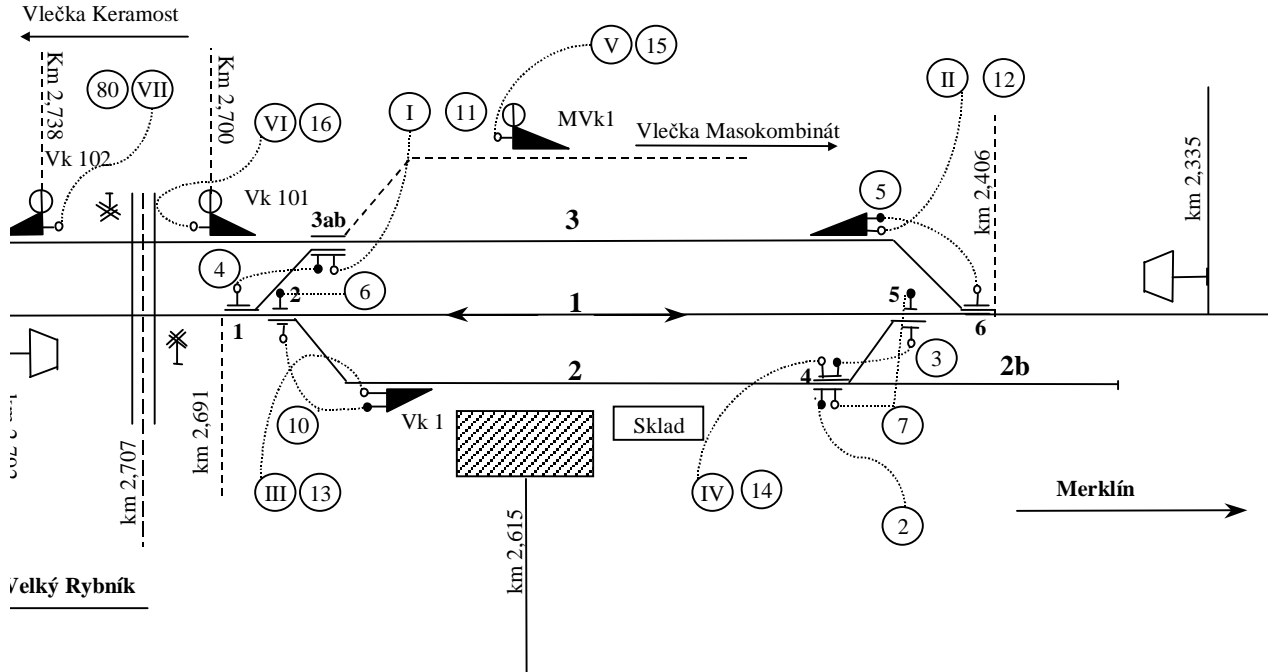 Vlečka Keramost
V 15
Km 2,738
Km 2,700
80 VII
VI 16
I 11
MVk1
II 12
Vlečka Masokombinát
Vk 102
Vk 101
5
km 2,406
km 2,335
3ab
3
4
6
2
1
5
1
6
3
2
4
2b
10
Vk 1
Sklad
7
km 2,691
km 2,707
III 13
IV 14
2
Merklín
km 2,615
Velký Rybník